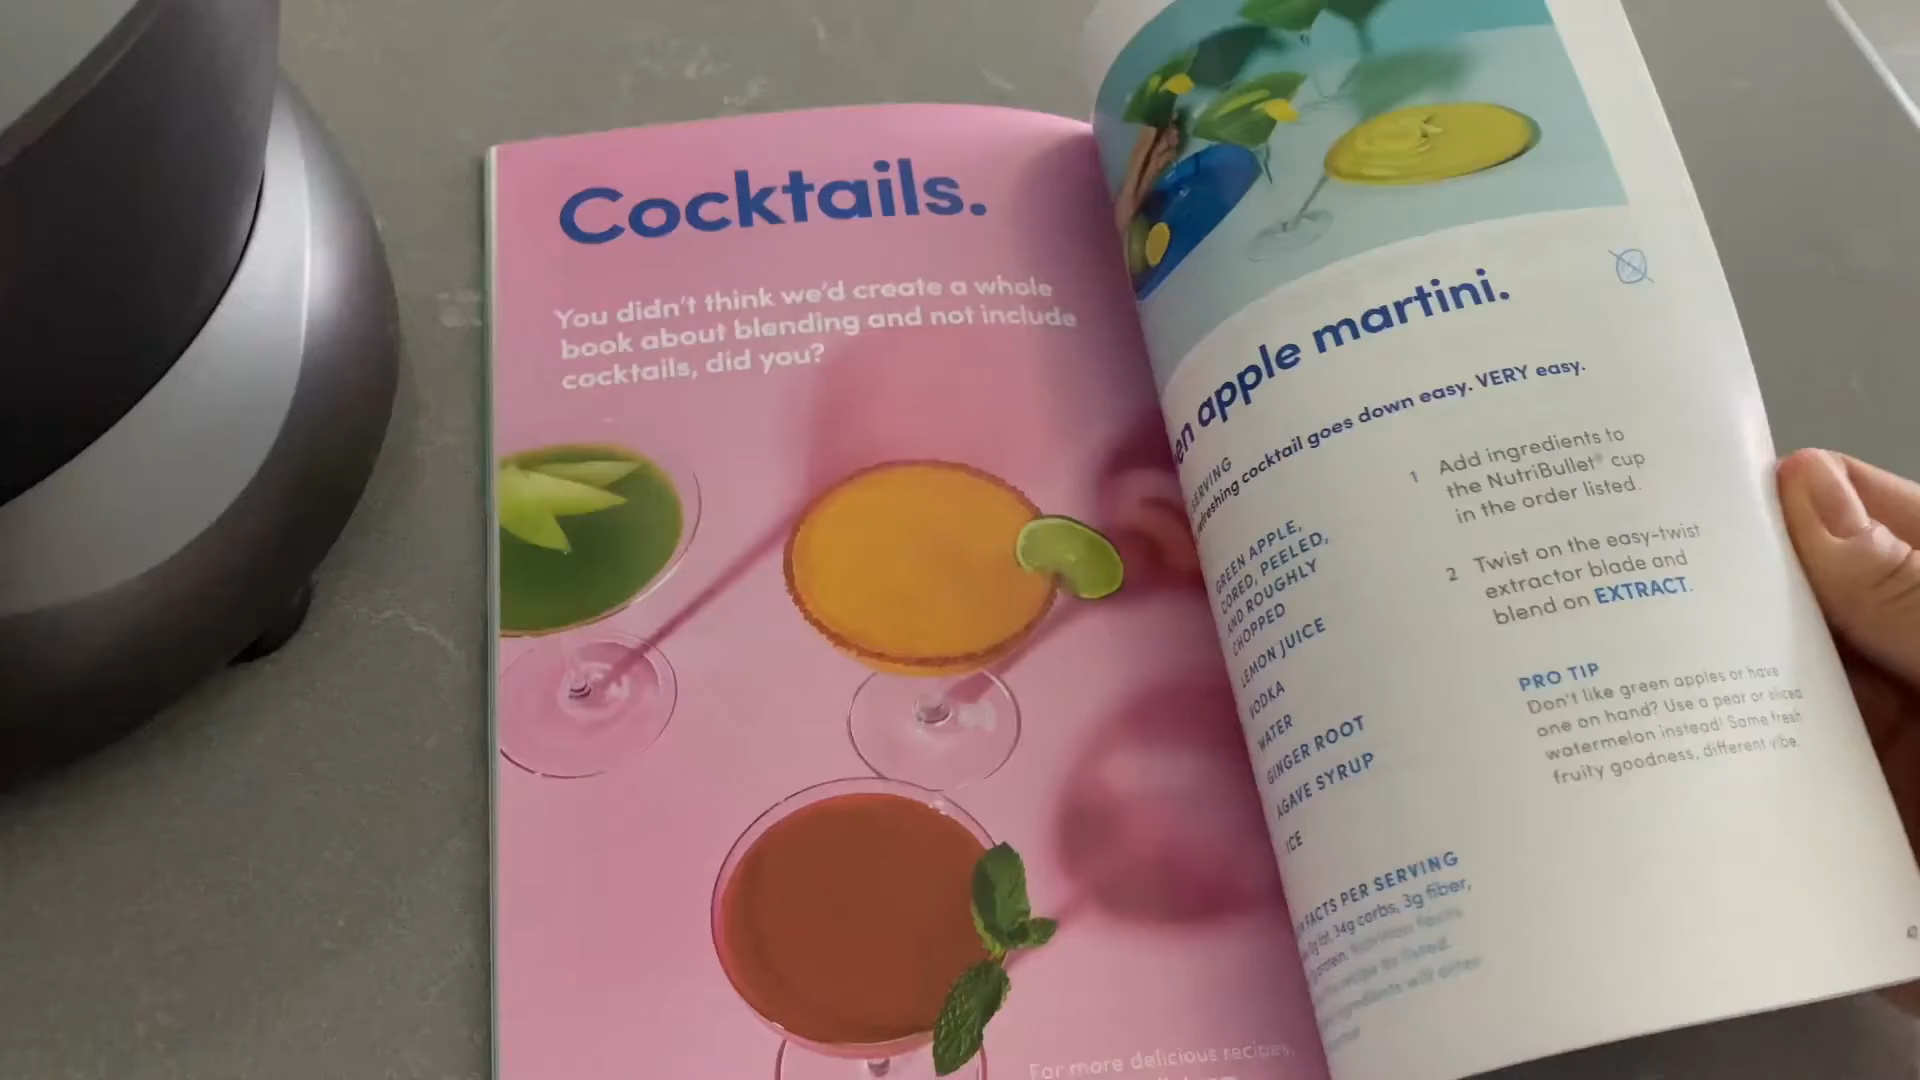 Cocktails.
You didn't think we'd create a whole
book about blending and not include
cocktails, did you?
For more delicious recipes,
apple martini.
cocktail goes down easy. VERY easy.
SERVING
GREEN APPLE,
CORED, PEELED,
AND ROUGHLY
CHOPPED
LEMON JUICE
VODKA
WATER
GINGER ROOT
AGAVE SYRUP
ICE
FACTS PER SERVING
34g carbs, 3g fiber,
1 Add ingredients to
the NutriBullet® cup
in the order listed.
2 Twist on the easy-twist
extractor blade and
blend on EXTRACT.
PRO TIP
Don't like green apples or have
one on hand? Use a pear or sliced
watermelon instead! Same fresh
fruity goodness, different vibe.